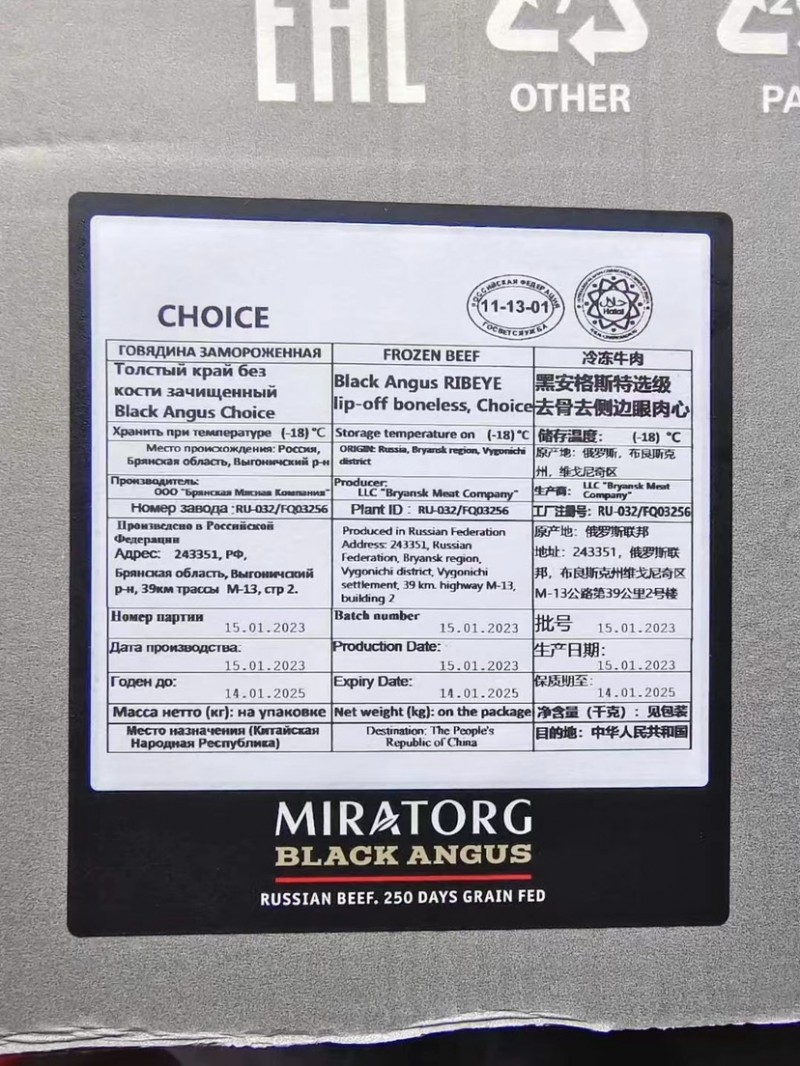 EAC
OTHER
PA
CHOICE
РОССИЙСКАЯ ФЕДЕРАЦИЯ
11-13-01
ГОСВЕТСЛУЖБА
Halal
ГОВЯДИНА ЗАМОРОЖЕННАЯ
Толстый край без
кости зачищенный
Black Angus Choice
Хранить при температуре (-18) °C
Место происхождения: Россия,
Брянская область, Выгоничский р-н
Производитель:
ООО "Брянская Мясная Компания"
Номер завода :RU-032/FQ03256
Произведено в Российской
Федерации
Адрес: 243351, РФ,
Брянская область, Выгоничский
р-н, 39км трассы М-13, стр 2.
Номер партии
15.01.2023
Дата производства:
15.01.2023
Годен до:
14.01.2025
Масса нетто (кг): на упаковке
Место назначения (Китайская
Народная Республика)
FROZEN BEEF
Black Angus RIBEYE
lip-off boneless, Choice
Storage temperature on (-18) °C
ORIGIN: Russia, Bryansk region, Vygonichi
district
Producer:
LLC "Bryansk Meat Company"
Plant ID : RU-032/FQ03256
Produced in Russian Federation
Address: 243351, Russian
Federation, Bryansk region,
Vygonichi district, Vygonichi
settlement, 39 km. highway M-13,
building 2
Batch number
15.01.2023
Production Date:
15.01.2023
Expiry Date:
14.01.2025
Net weight (kg): on the package
Destination: The People's
Republic of China
冷冻牛肉
黑安格斯特选级
去骨去侧边眼肉心
储存温度： (-18) °C
原产地：俄罗斯，布良斯克
州，维戈尼奇区
生产商： LLC "Bryansk Meat
Company"
工厂注册号：RU-032/FQ03256
原产地：俄罗斯联邦
地址：243351，俄罗斯联
邦，布良斯克州维戈尼奇区
M-13公路第39公里2号楼
批号
15.01.2023
生产日期：
15.01.2023
保质期至：
14.01.2025
净含量（千克）：见包装
目的地：中华人民共和国
MIRATORG
BLACK ANGUS
RUSSIAN BEEF. 250 DAYS GRAIN FED